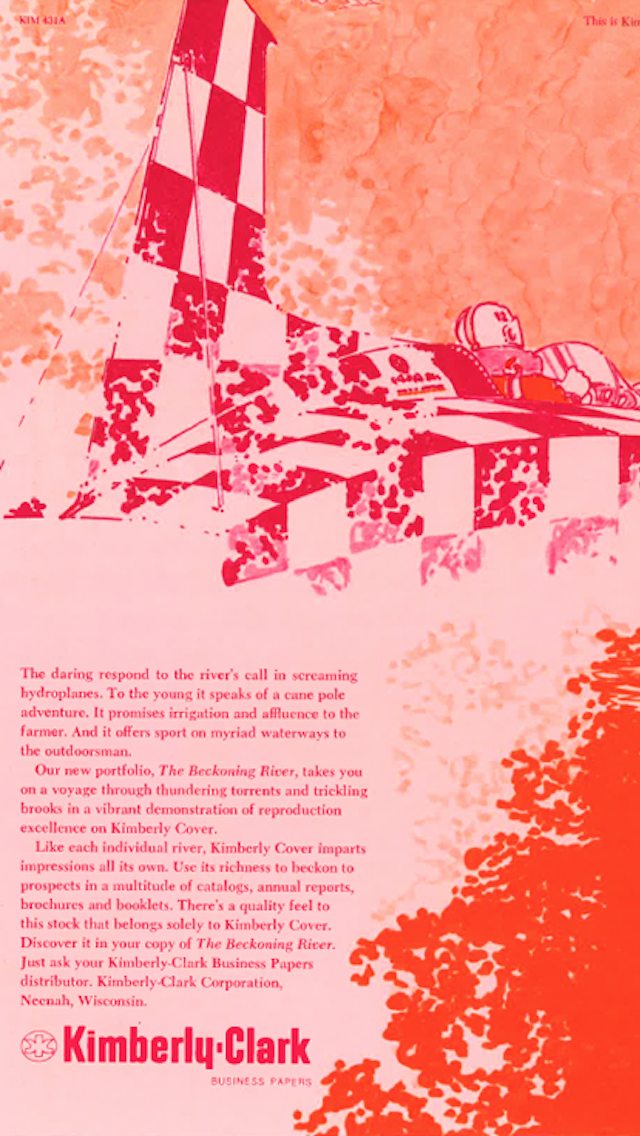 KIM 431A
This is Kim
The daring respond to the river's call in screaming
hydroplanes. To the young it speaks of a cane pole
adventure. It promises irrigation and affluence to the
farmer. And it offers sport on myriad waterways to
the outdoorsman.
Our new portfolio, The Beckoning River, takes you
on a voyage through thundering torrents and trickling
brooks in a vibrant demonstration of reproduction
excellence on Kimberly Cover.
Like each individual river, Kimberly Cover imparts
impressions all its own. Use its richness to beckon to
prospects in a multitude of catalogs, annual reports,
brochures and booklets. There's a quality feel to
this stock that belongs solely to Kimberly Cover.
Discover it in your copy of The Beckoning River.
Just ask your Kimberly-Clark Business Papers
distributor. Kimberly-Clark Corporation,
Neenah, Wisconsin.
Kimberly-Clark
BUSINESS PAPERS